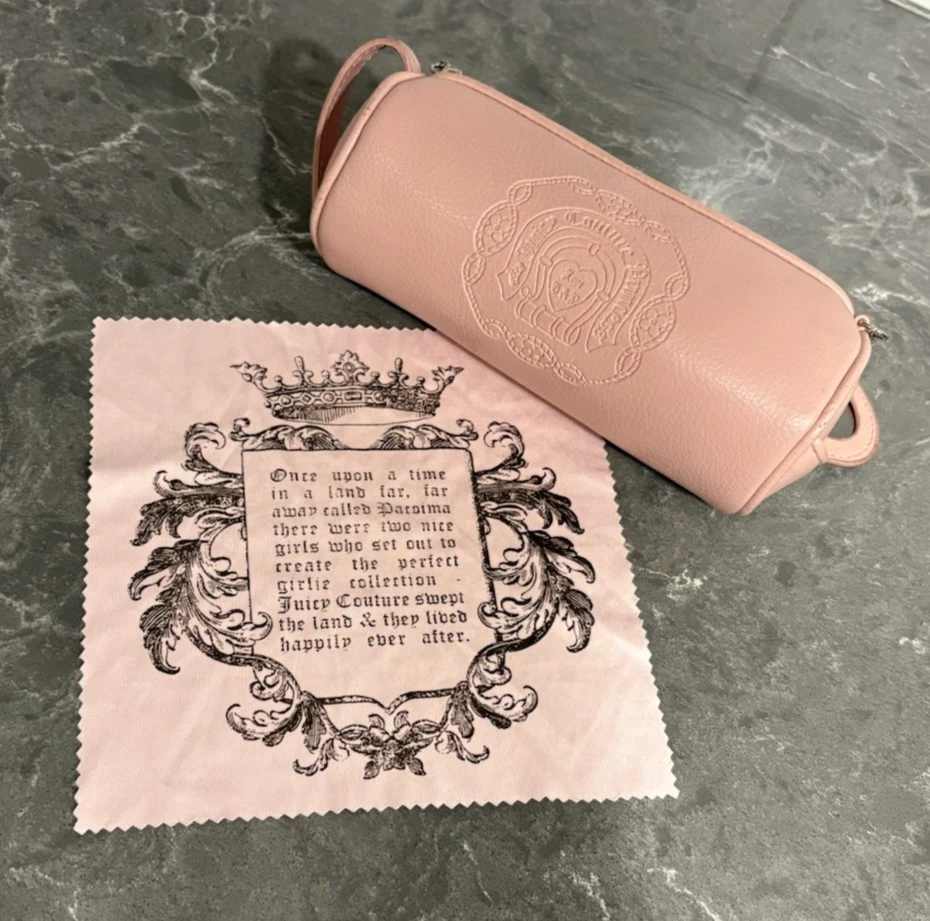 Couture
Once upon a time
in a land far, far
away called Pacoima
there were two nice
girls who set out to
create the perfect
girlie collection -
Juicy Couture swept
the land & they lived
happily ever after.